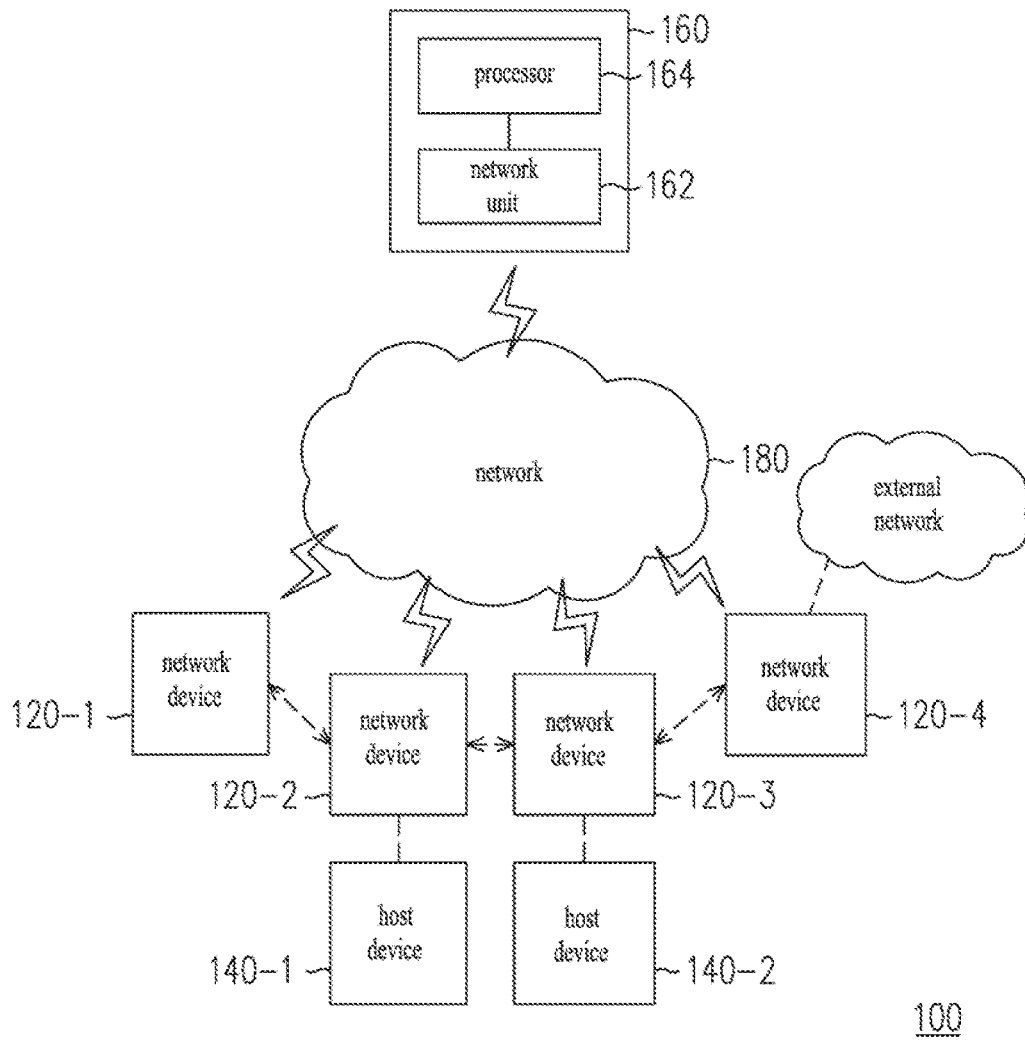 160
processor
164
network
unit
162
network
180
external
network
network
device
120-1
network
device
120-2
network
device
120-3
network
device
120-4
host
device
140-1
host
device
140-2
100